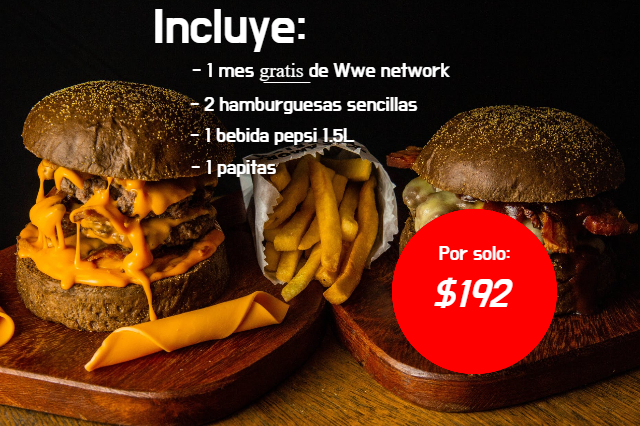 Incluye:
- 1 mes gratis de Wwe network
- 2 hamburguesas sencillas
- 1 bebida pepsi 1.5L
- 1 papitas
Por solo:
$192